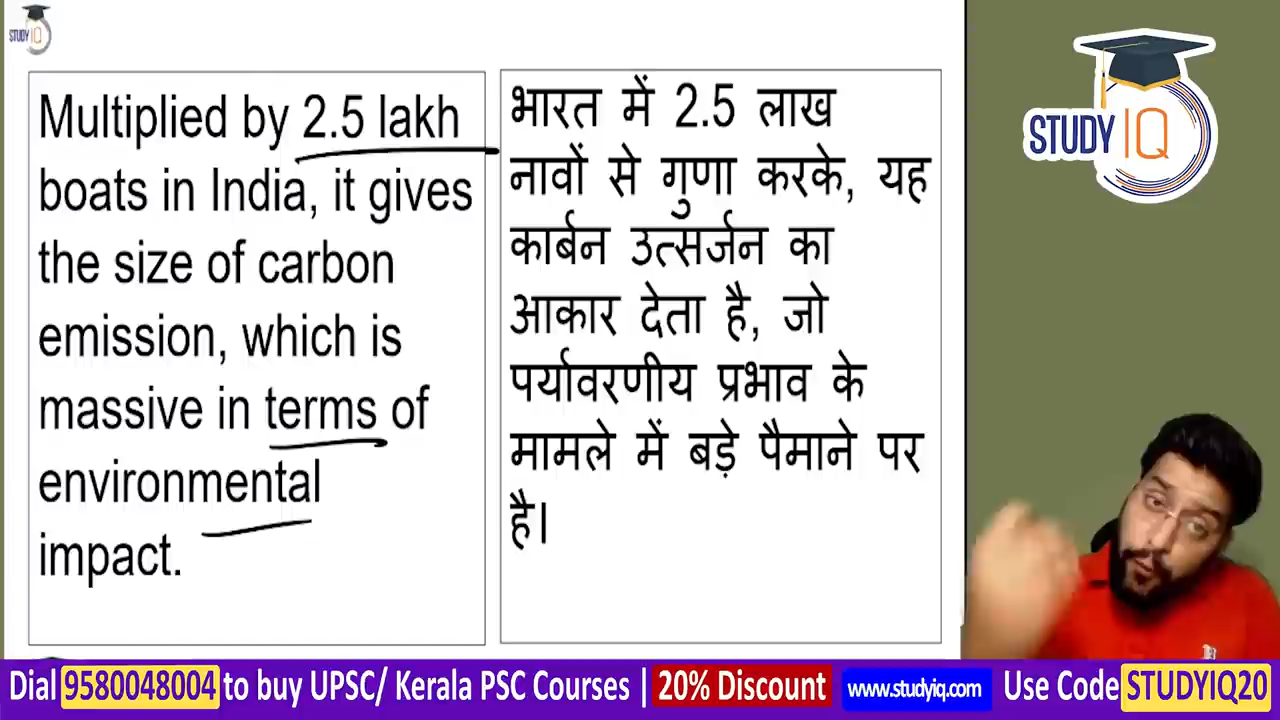 STUDY IQ
Multiplied by 2.5 lakh
boats in India, it gives
the size of carbon
emission, which is
massive in terms of
environmental
impact.
भारत में 2.5 लाख
नावों से गुणा करके, यह
कार्बन उत्सर्जन का
आकार देता है, जो
पर्यावरणीय प्रभाव के
मामले में बड़े पैमाने पर
है।
STUDY IQ
Dial 9580048004 to buy UPSC/ Kerala PSC Courses | 20% Discount www.studyiq.com Use Code STUDYIQ20